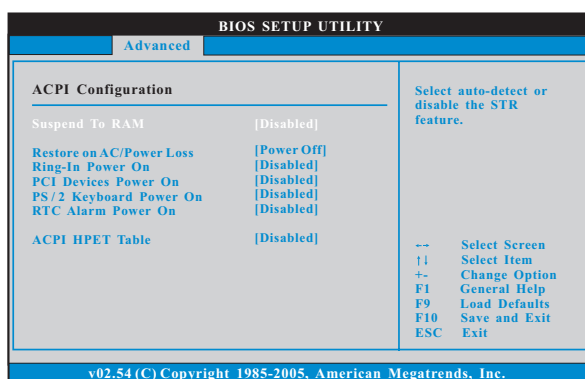 BIOS SETUP UTILITY
Advanced
ACPI Configuration
Suspend To RAM [Disabled]
Restore on AC/Power Loss [Power Off]
Ring-In Power On [Disabled]
PCI Devices Power On [Disabled]
PS/2 Keyboard Power On [Disabled]
RTC Alarm Power On [Disabled]
ACPI HPET Table [Disabled]
Select auto-detect or
disable the STR
feature.
←→ Select Screen
↑↓ Select Item
+- Change Option
F1 General Help
F9 Load Defaults
F10 Save and Exit
ESC Exit
v02.54 (C) Copyright 1985-2005, American Megatrends, Inc.